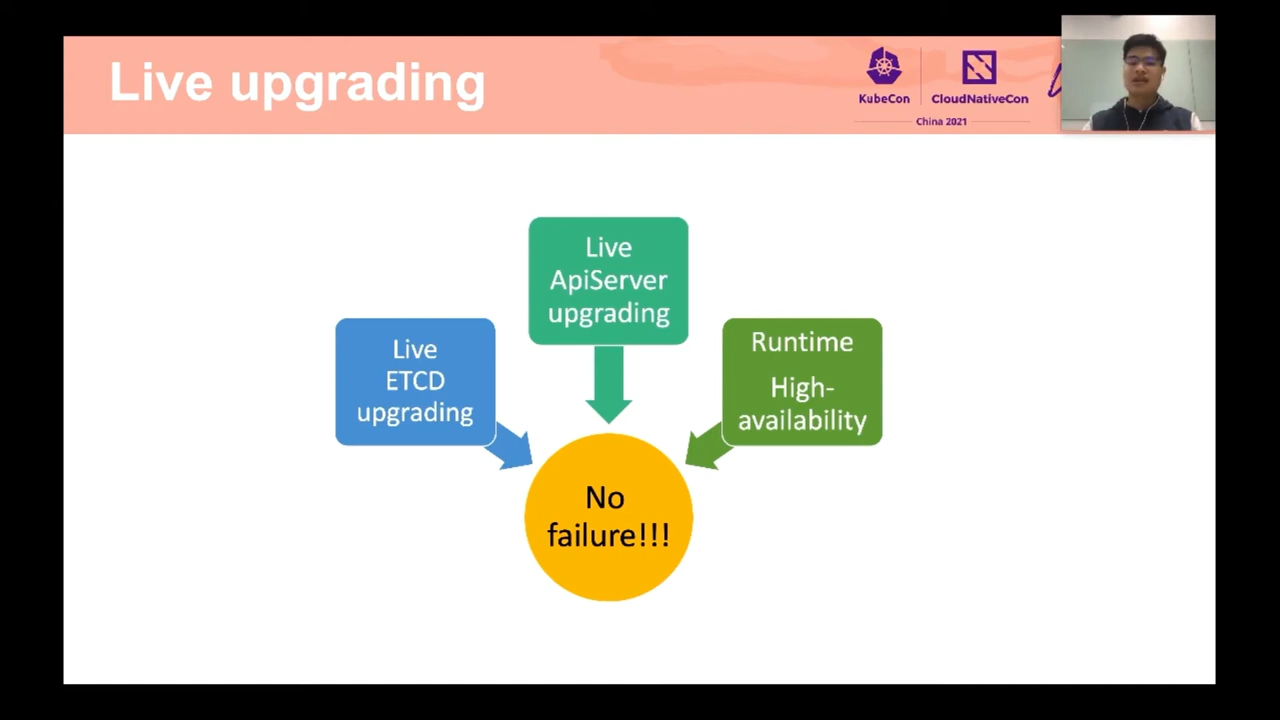 Live upgrading
KubeCon
CloudNativeCon
China 2021
Live
ApiServer
upgrading
Live
ETCD
upgrading
Runtime
High-
availability
No
failure!!!